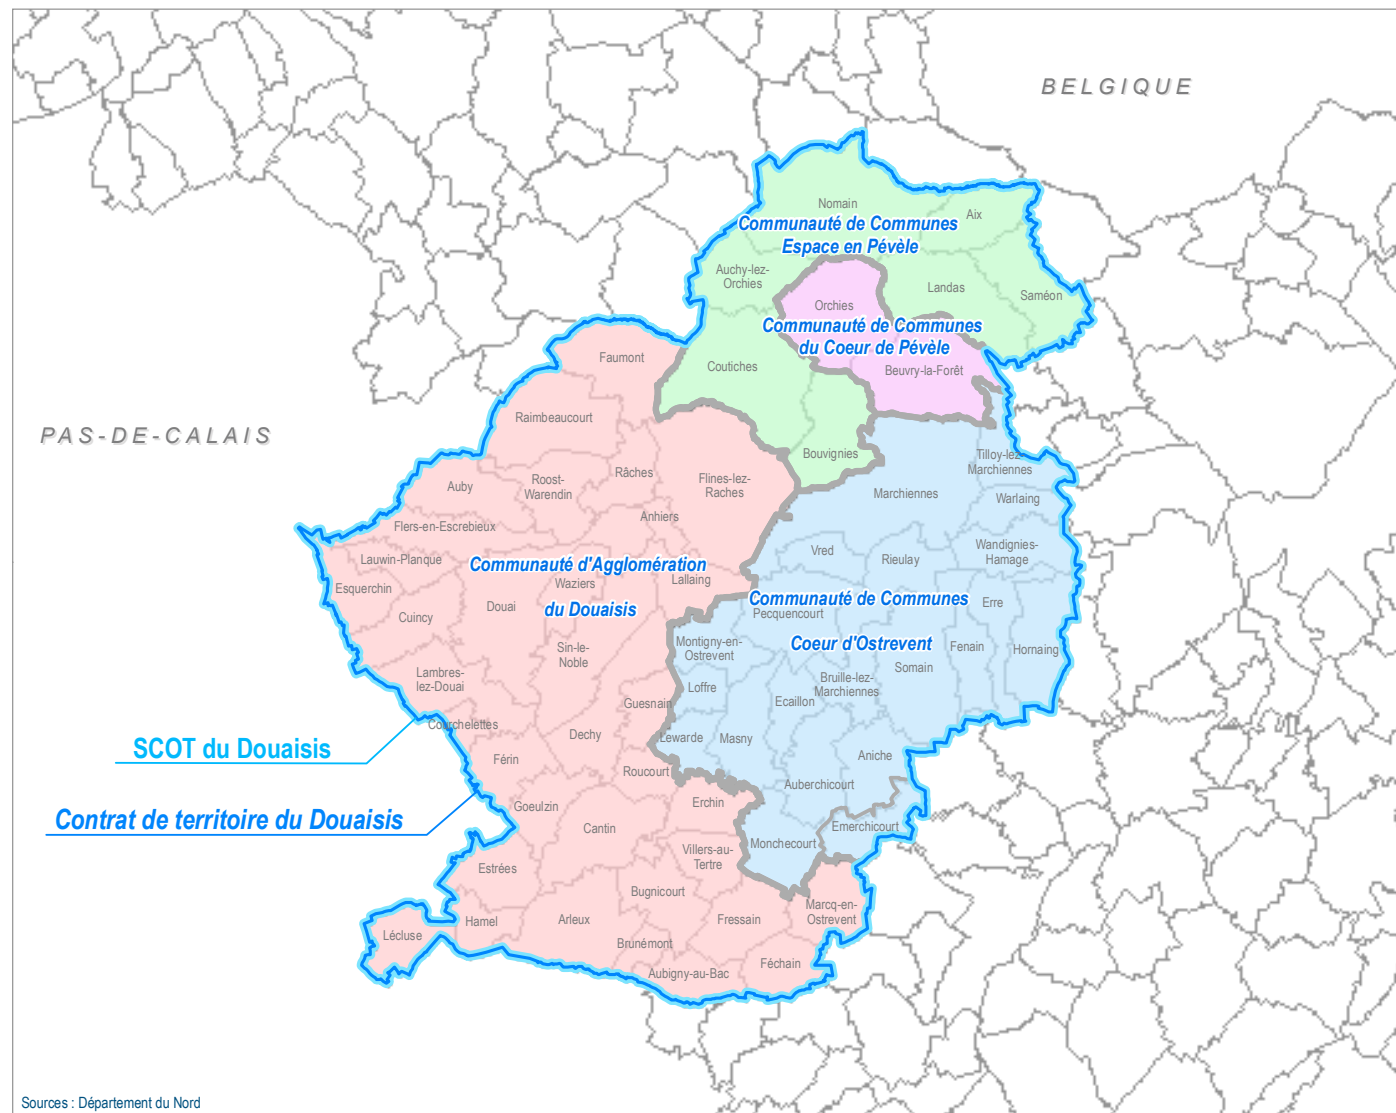 BELGIQUE
Nomain
Aix
Communauté de Communes
Espace en Pévèle
Auchy-lez-
Orchies
Landas
Saméon
Orchies
Communauté de Communes
du Coeur de Pévèle
Faumont
Coutiches
Beuvry-la-Forêt
Raimbeaucourt
PAS-DE-CALAIS
Bouvignies
Tilloy-lez-
Marchiennes
Râches
Roost-
Warendin
Flines-lez-
Raches
Auby
Marchiennes
Warlaing
Anhiers
Flers-en-Escrebieux
Vred
Rieulay
Wandignies-
Hamage
Lauwin-Planque
Communauté d'Agglomération
du Douaisis
Waziers
Lallaing
Esquerchin
Douai
Cuincy
Communauté de Communes
Coeur d'Ostrevent
Pecquencourt
Erre
Montigny-en-
Ostrevent
Sin-le-
Noble
Fenain
Hornaing
Somain
Lambres-
lez-Douai
Loffre
Bruille-lez-
Marchiennes
Ecaillon
Guesnain
Courchelettes
Dechy
Lewarde
Masny
SCOT du Douaisis
Férin
Aniche
Roucourt
Auberchicourt
Goeulzin
Erchin
Contrat de territoire du Douaisis
Cantin
Emerchicourt
Monchecourt
Villers-au-
Tertre
Estrées
Bugnicourt
Marcq-en-
Ostrevent
Hamel
Arleux
Fressain
Lécluse
Brunémont
Féchain
Aubigny-au-Bac
Sources : Département du Nord